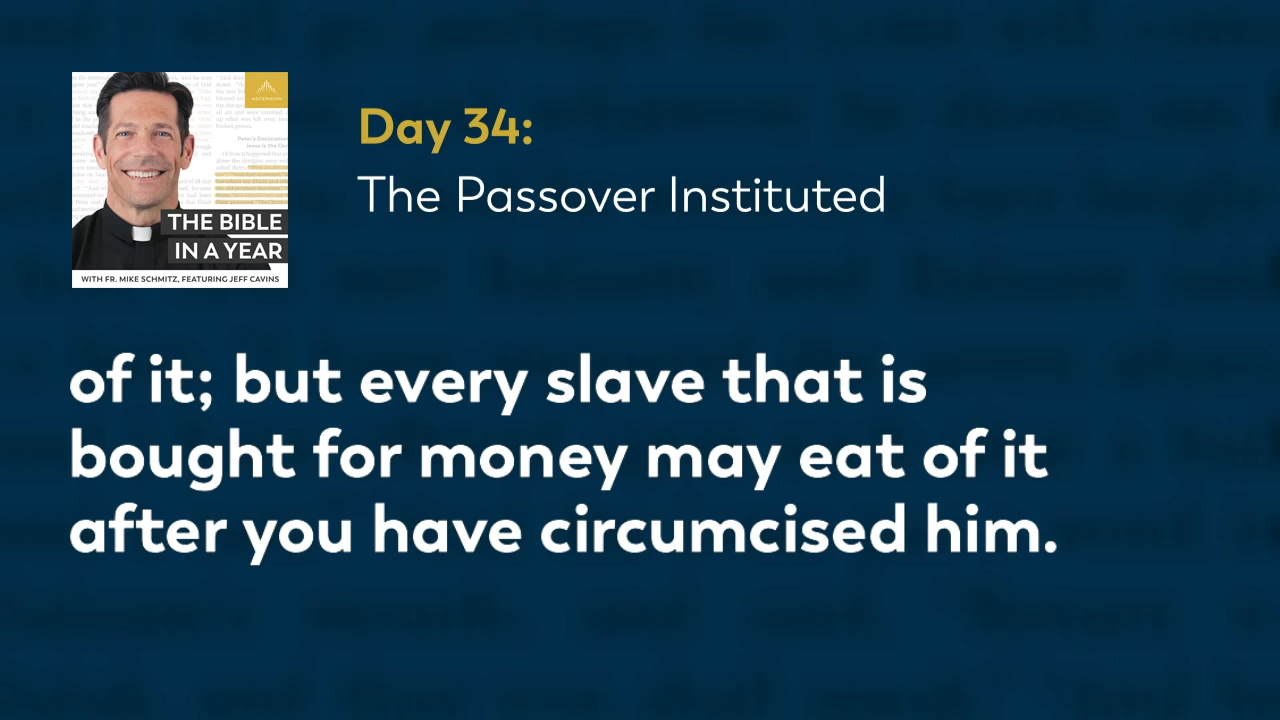 ASCENSION
THE BIBLE
IN A YEAR
WITH FR. MIKE SCHMITZ, FEATURING JEFF CAVINS
Day 34:
The Passover Instituted
of it; but every slave that is
bought for money may eat of it
after you have circumcised him.